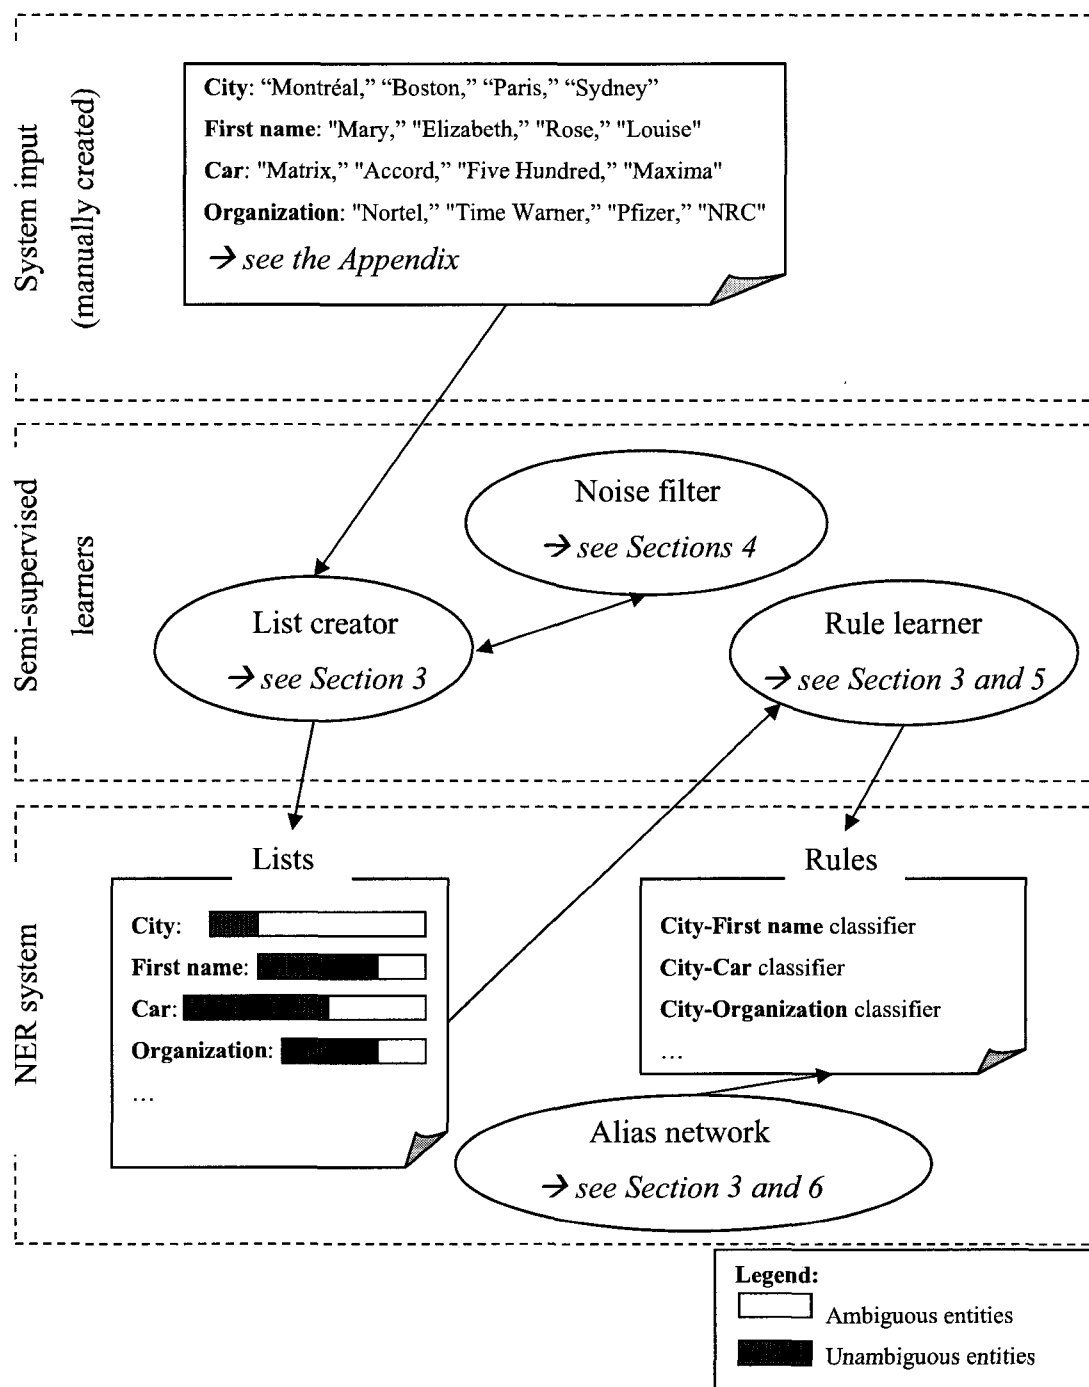 System input
(manually created)
City: “Montréal,” “Boston,” “Paris,” “Sydney”
First name: "Mary,” "Elizabeth,” "Rose,” "Louise"
Car: "Matrix,” "Accord,” "Five Hundred,” "Maxima"
Organization: "Nortel,” "Time Warner,” "Pfizer,” "NRC"
→ see the Appendix
Semi-supervised
learners
Noise filter
→ see Sections 4
List creator
→ see Section 3
Rule learner
→ see Section 3 and 5
NER system
Lists
City:
First name:
Car:
Organization:
…
Rules
City-First name classifier
City-Car classifier
City-Organization classifier
…
Alias network
→ see Section 3 and 6
Legend:
Ambiguous entities
Unambiguous entities